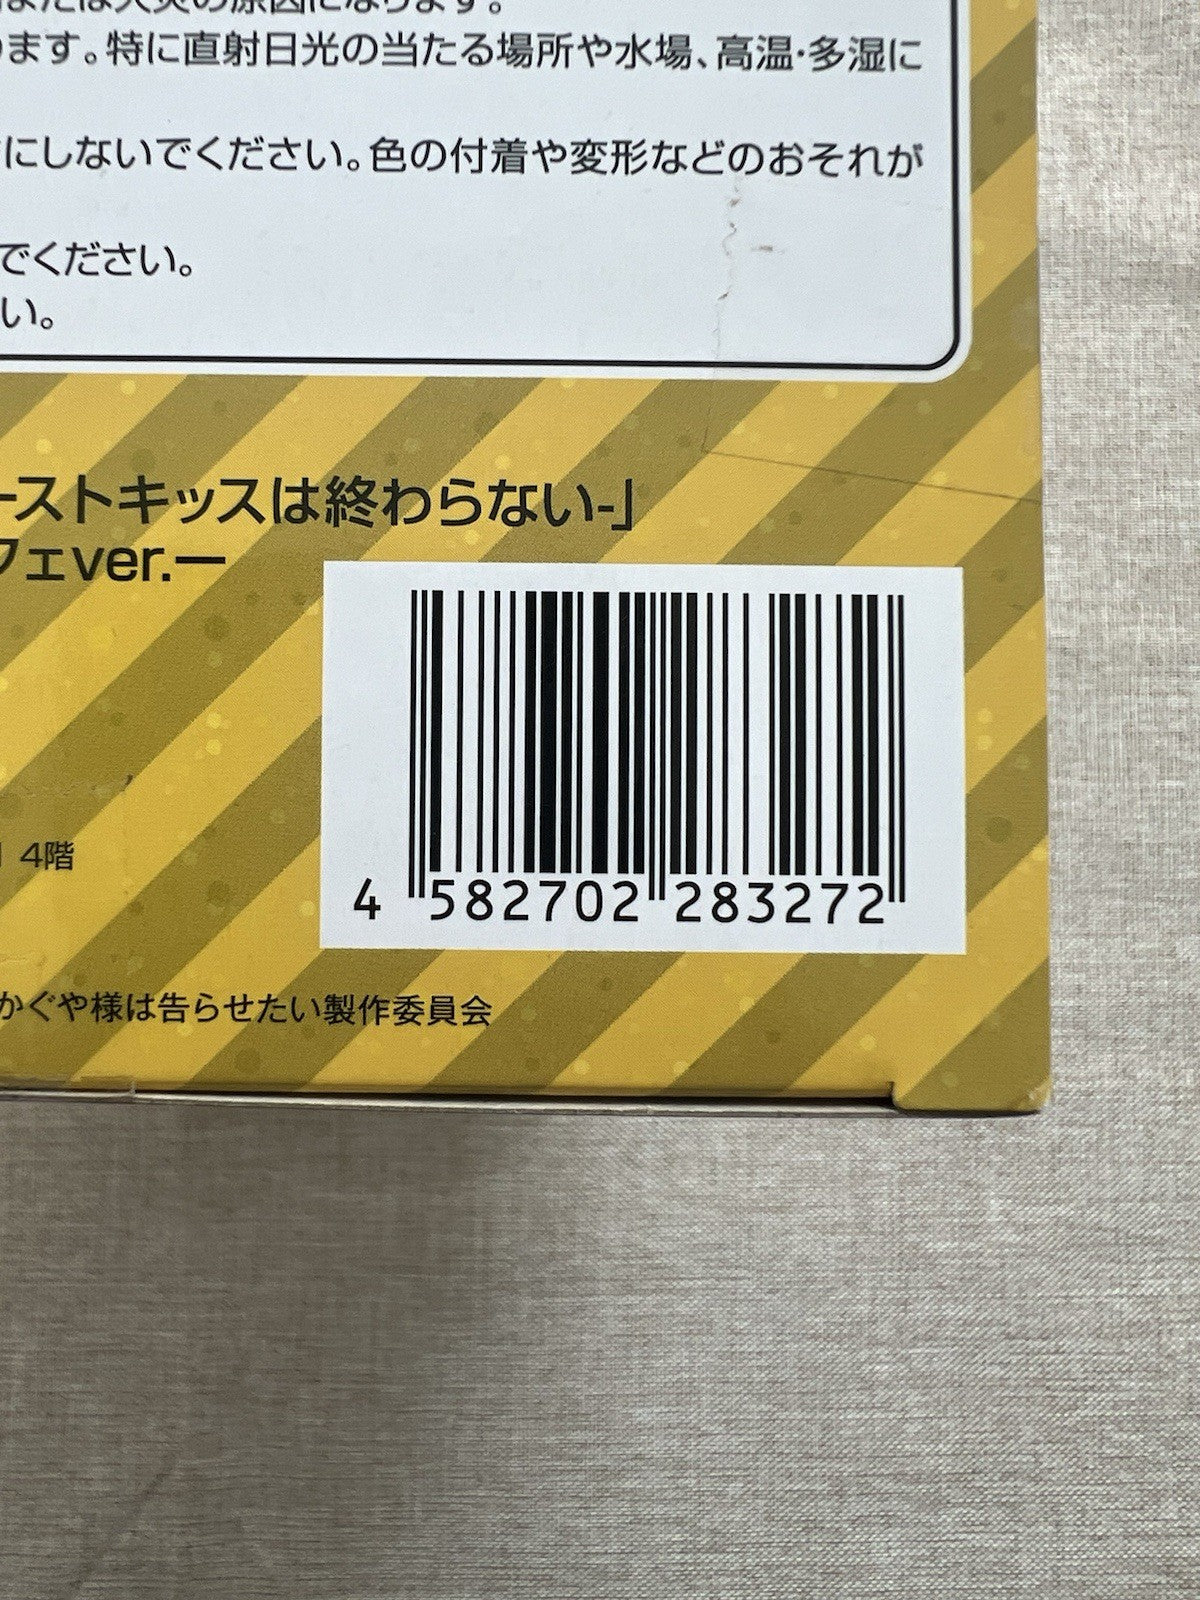 ます。特に直射日光の当たる場所や水場、高温・多湿に
にしないでください。色の付着や変形などのおそれが
でください。
い。
ーストキッスは終わらない-」
フェver.ー
4階
4 582702 283272
かぐや様は告らせたい製作委員会